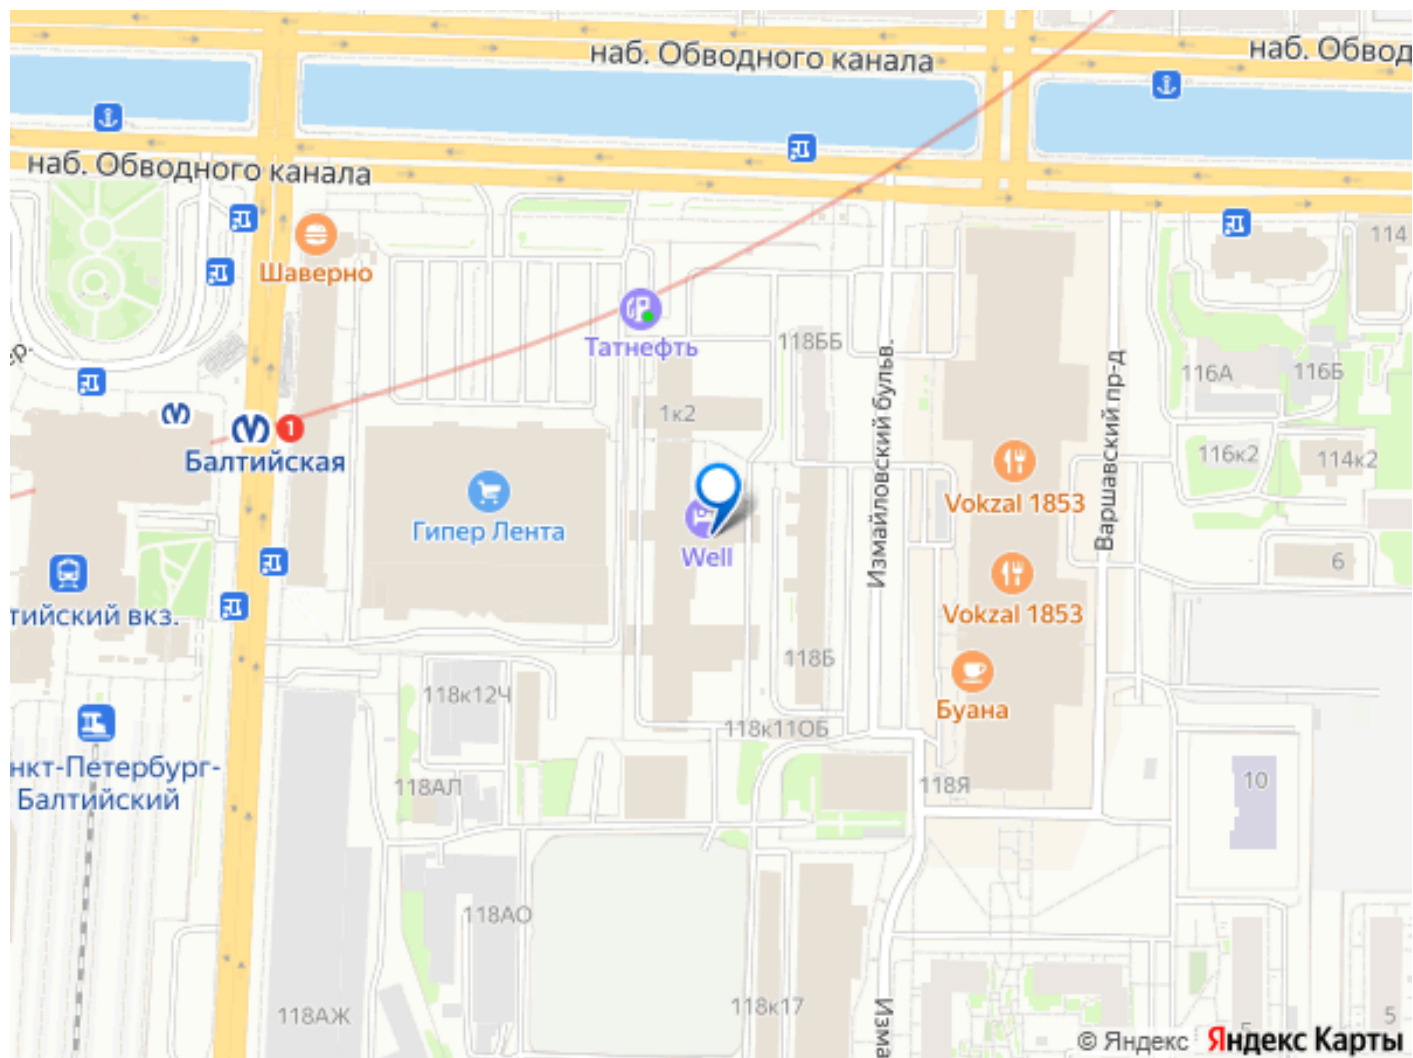 наб. Обводного канала
наб. Обвод
наб. Обводного канала
114
Шаверно
Татнефть
118ББ
116А
116Б
1к2
1
Балтийская
Измайловский бульв.
Варшавский пр-д
116к2
114к2
Гипер Лента
Vokzal 1853
Well
6
тийский вкз.
Vokzal 1853
118Б
118к12Ч
Буана
118к11ОБ
нкт-Петербург-
Балтийский
118АЛ
118Я
10
118АО
118к17
118АЖ
Изма
5
5
© Яндекс Яндекс Карты